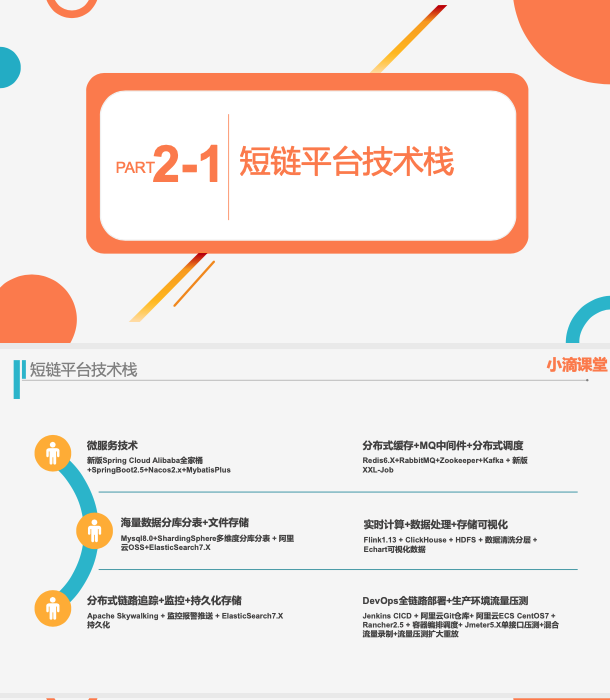 PART 2-1 短链平台技术栈
短链平台技术栈
小滴课堂
微服务技术
新版Spring Cloud Alibaba全家桶
+SpringBoot2.5+Nacos2.x+MybatisPlus
分布式缓存+MQ中间件+分布式调度
Redis6.X+RabbitMQ+Zookeeper+Kafka + 新版
XXL-Job
海量数据分库分表+文件存储
Mysql8.0+ShardingSphere多维度分库分表 + 阿里
云OSS+ElasticSearch7.X
实时计算+数据处理+存储可视化
Flink1.13 + ClickHouse + HDFS + 数据清洗分层 +
Echart可视化数据
分布式链路追踪+监控+持久化存储
Apache Skywalking + 监控报警推送 + ElasticSearch7.X
持久化
DevOps全链路部署+生产环境流量压测
Jenkins CICD + 阿里云Git仓库+ 阿里云ECS CentOS7 +
Rancher2.5 + 容器编排调度+ Jmeter5.X单接口压测+混合
流量录制+流量压测扩大重放